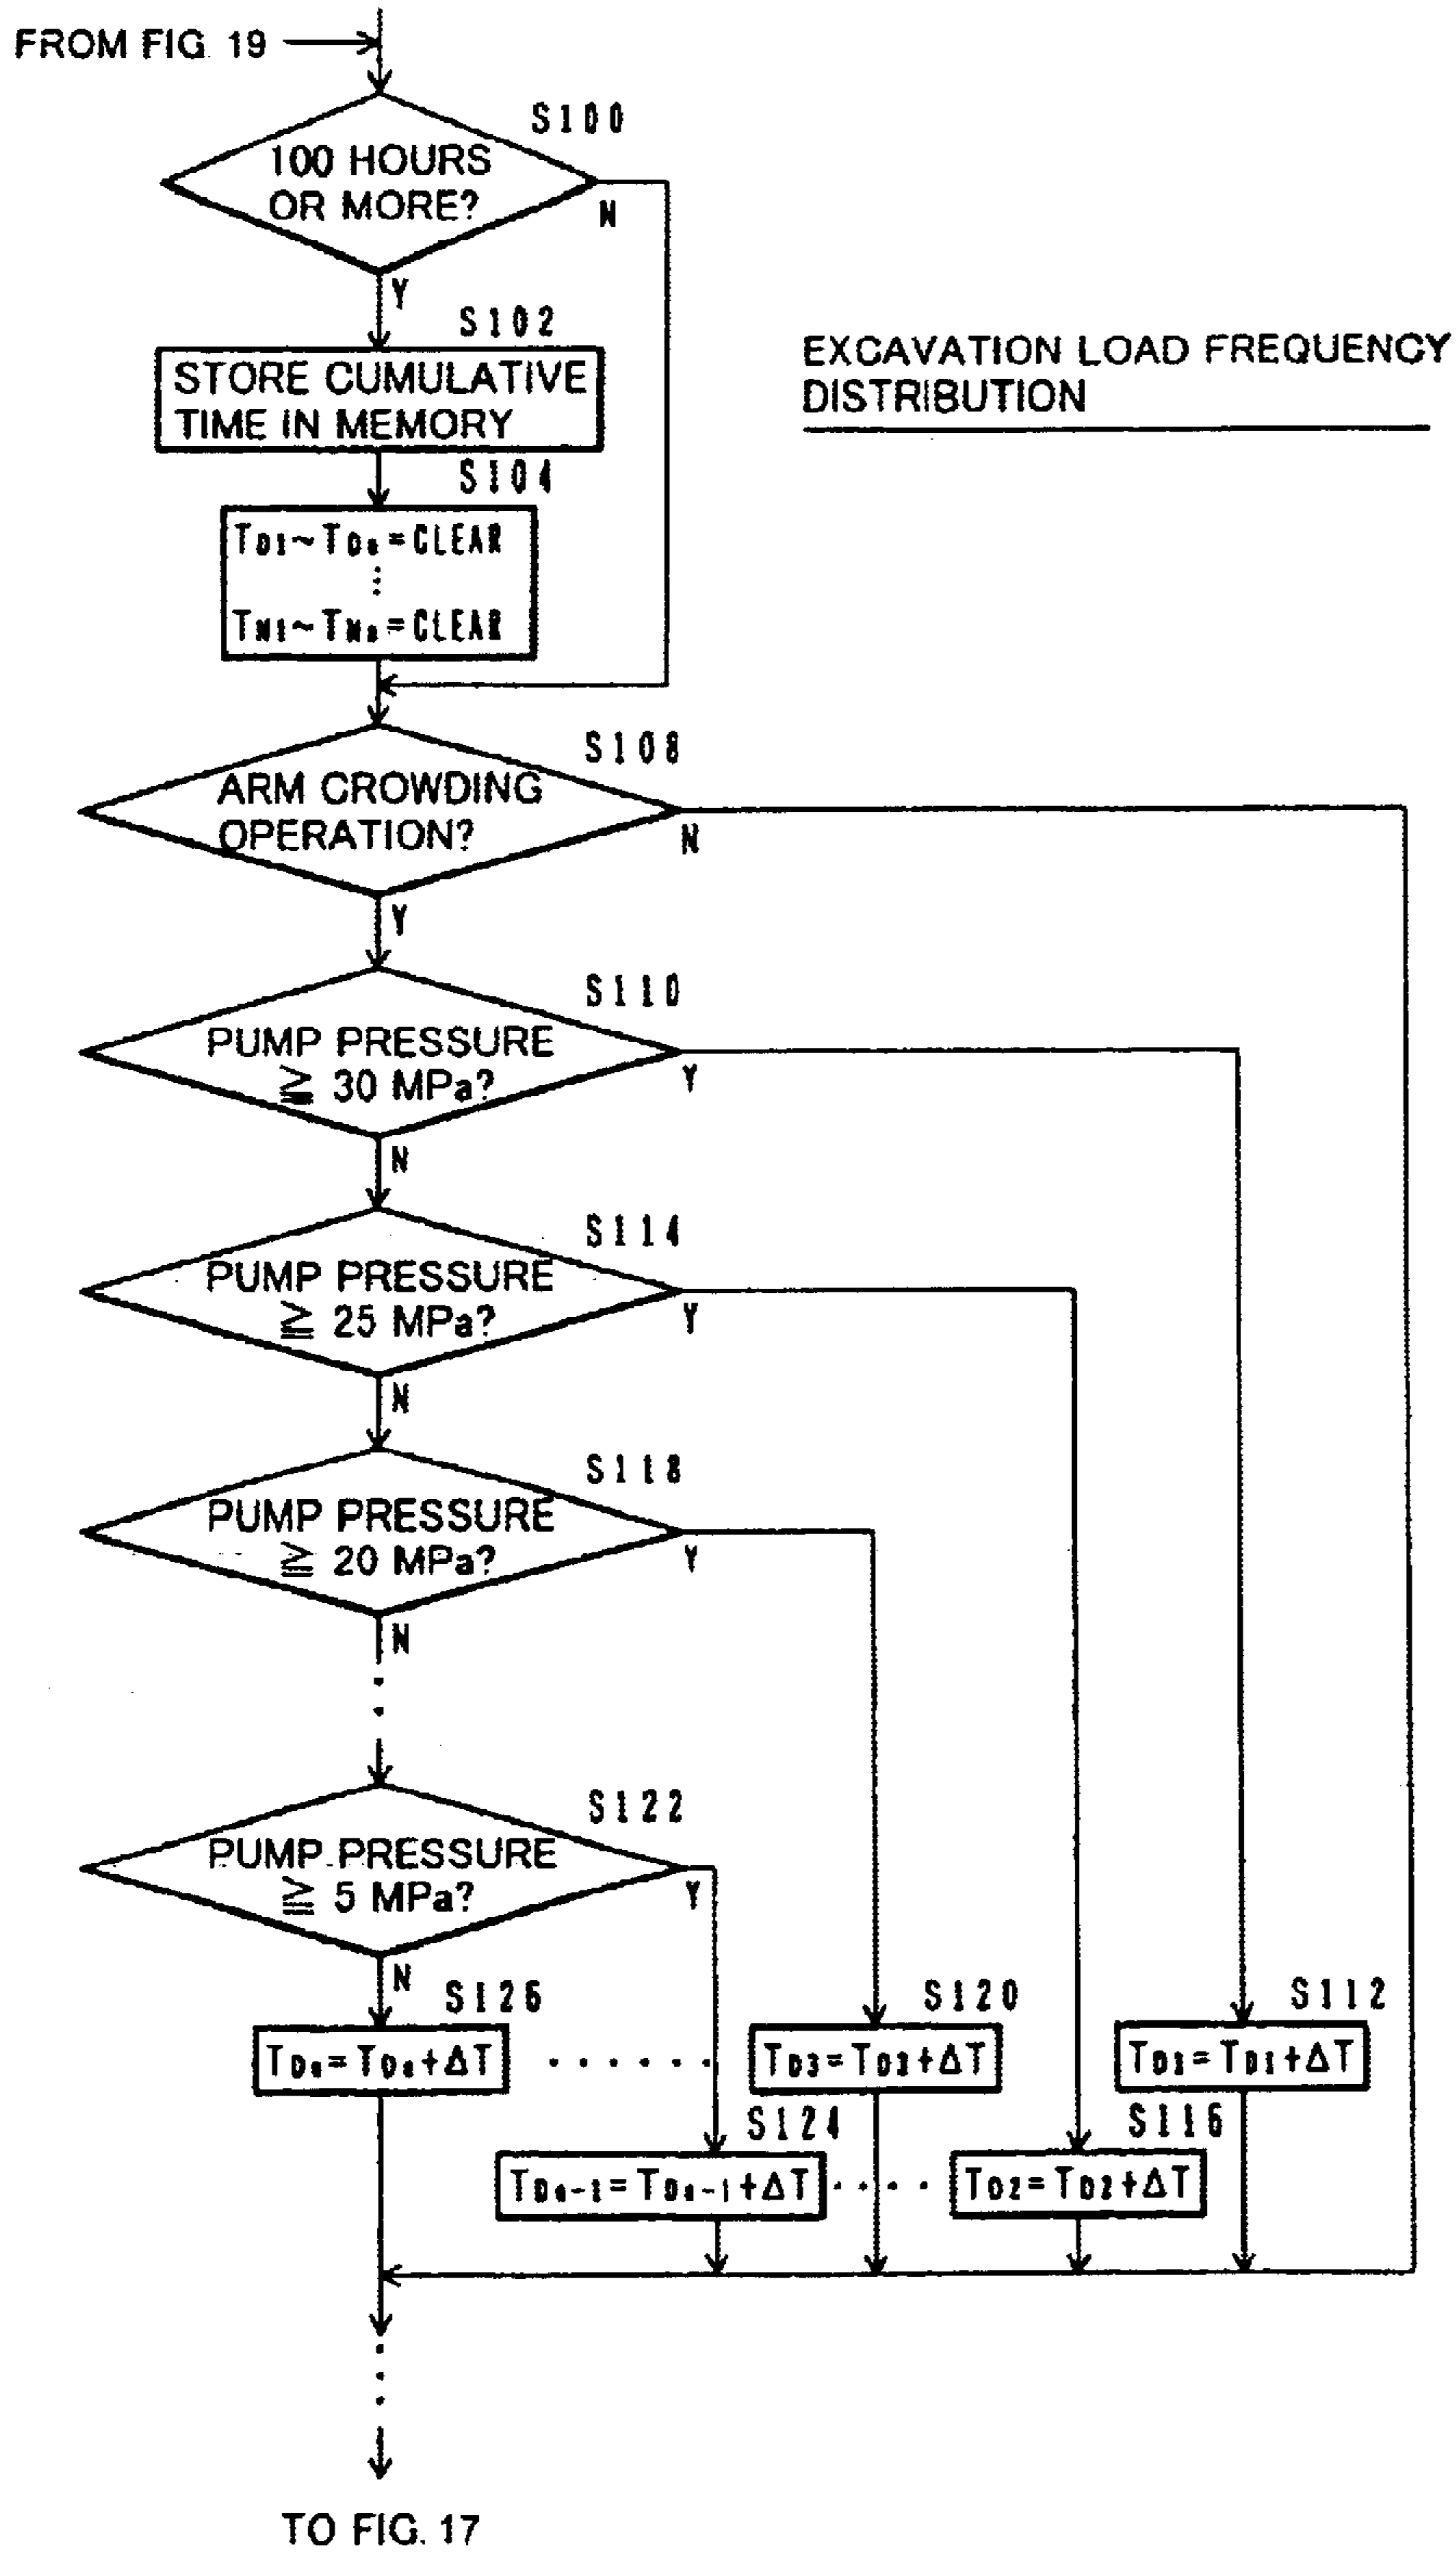 FROM FIG. 19
S100
100 HOURS
OR MORE?
N
Y
S102
STORE CUMULATIVE
TIME IN MEMORY
EXCAVATION LOAD FREQUENCY
DISTRIBUTION
S104
TD1~TDn=CLEAR
⋮
TN1~TNn=CLEAR
S108
ARM CROWDING
OPERATION?
N
Y
S110
PUMP PRESSURE
≧ 30 MPa?
Y
N
S114
PUMP PRESSURE
≧ 25 MPa?
Y
N
S118
PUMP PRESSURE
≧ 20 MPa?
Y
N
S122
PUMP PRESSURE
≧ 5 MPa?
Y
N
S126
TDn=TDn+ΔT
S120
TD3=TD3+ΔT
S112
TD1=TD1+ΔT
S124
TDn-1=TDn-1+ΔT
S116
TD2=TD2+ΔT
TO FIG. 17